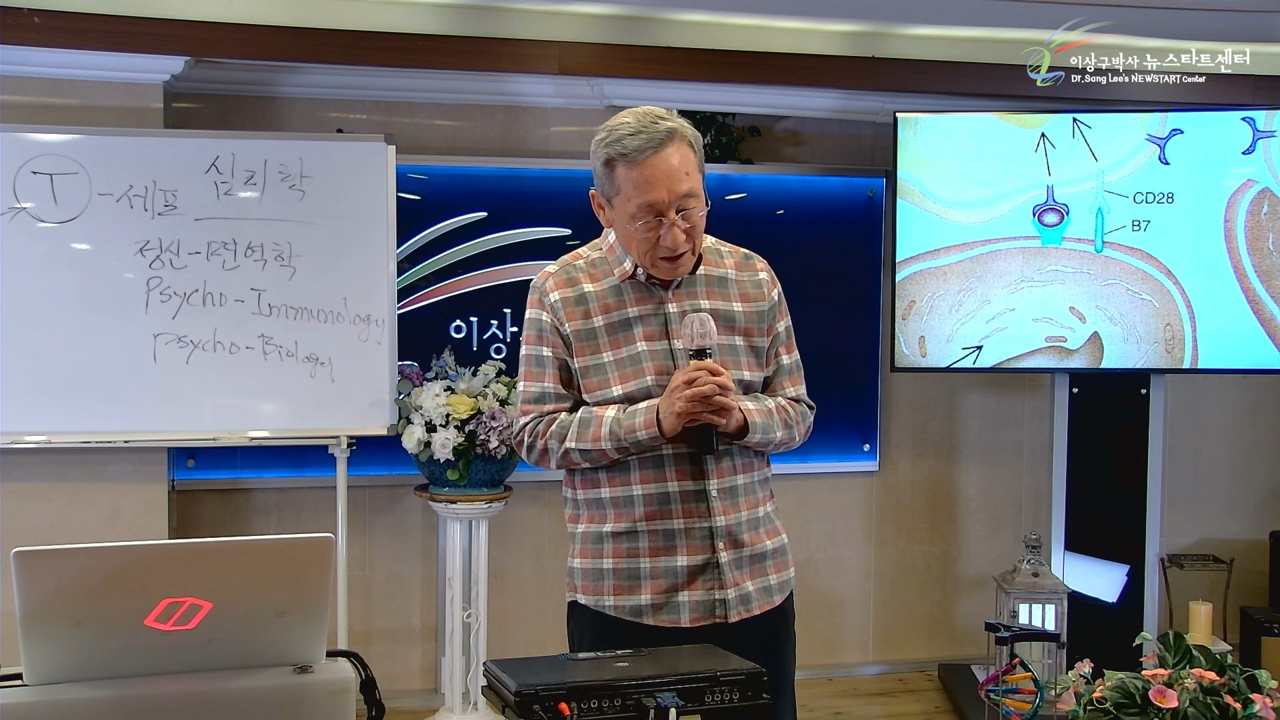 이상구박사 뉴스타트센터
Dr. Sang Lee's NEWSTART Center
심리학
T - 세포
정신-면역학
Psycho-Immunology
Psycho-Biology
이상
CD28
B7